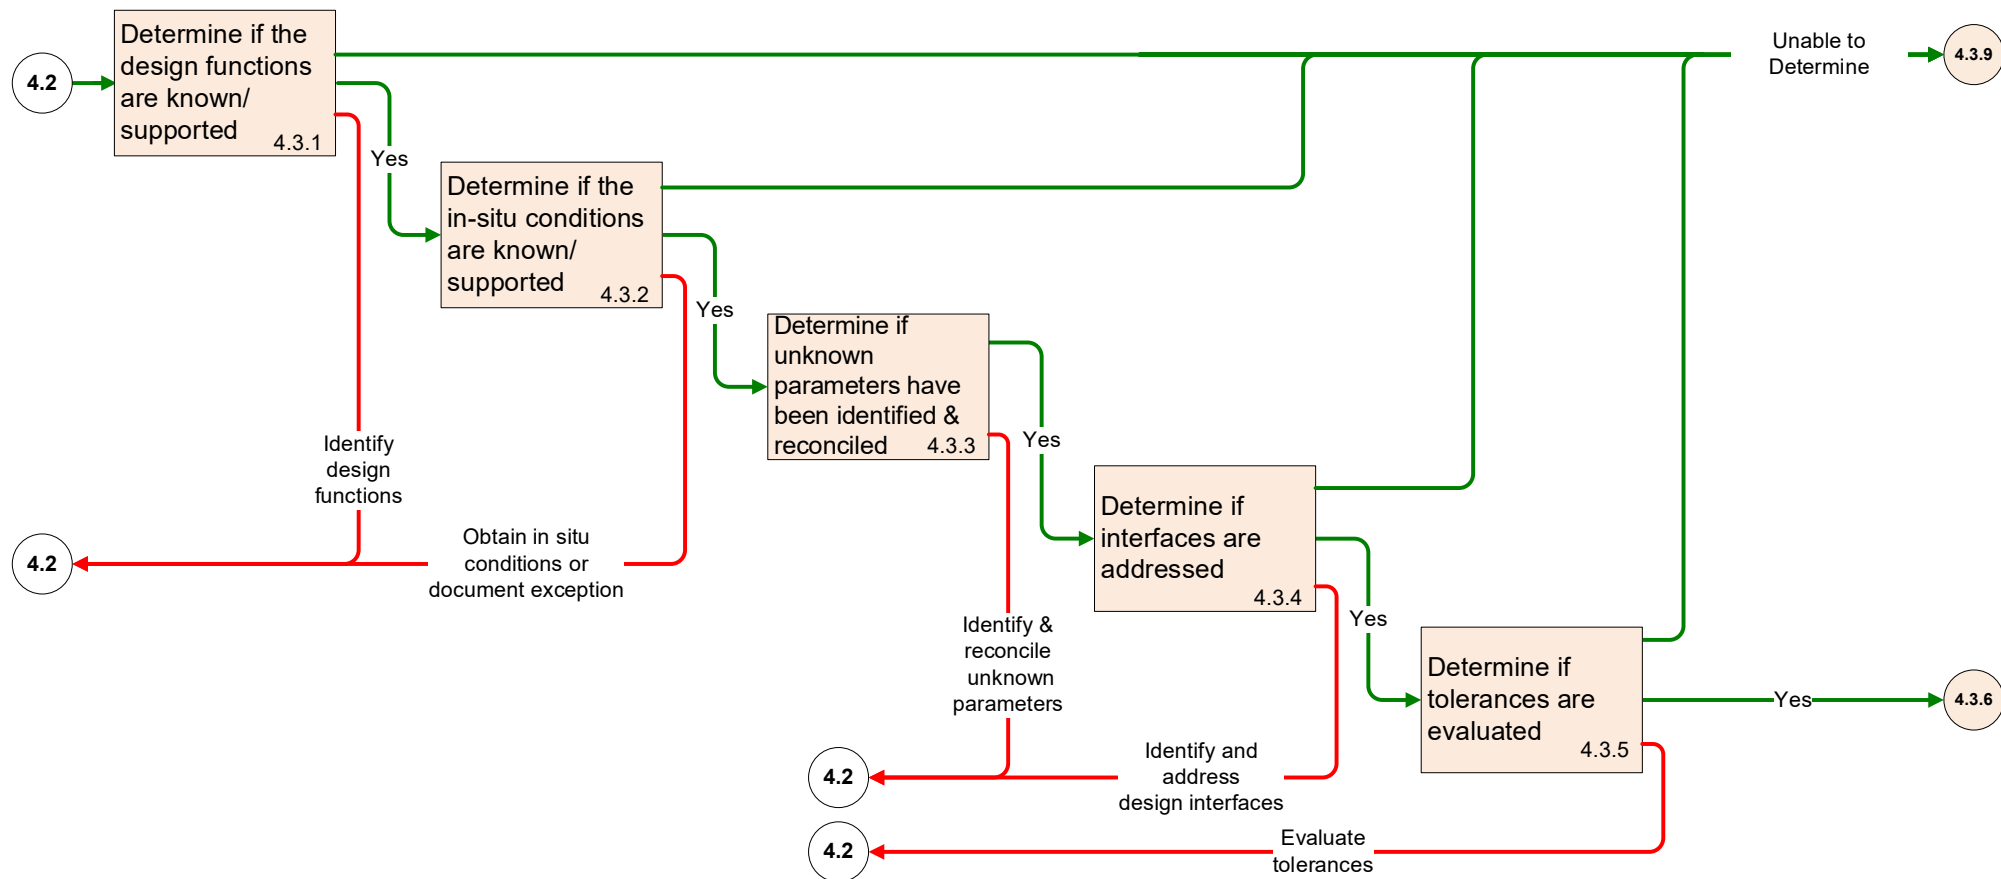 Determine if the
design functions
are known/
supported
4.3.1
4.2
Unable to
Determine
4.3.9
Yes
Determine if the
in-situ conditions
are known/
supported
4.3.2
Yes
Determine if
unknown
parameters have
been identified &
reconciled
4.3.3
Yes
Identify
design
functions
4.2
Obtain in situ
conditions or
document exception
Determine if
interfaces are
addressed
4.3.4
Yes
Identify &
reconcile
unknown
parameters
Determine if
tolerances are
evaluated
4.3.5
Yes
4.3.6
4.2
Identify and
address
design interfaces
4.2
Evaluate
tolerances